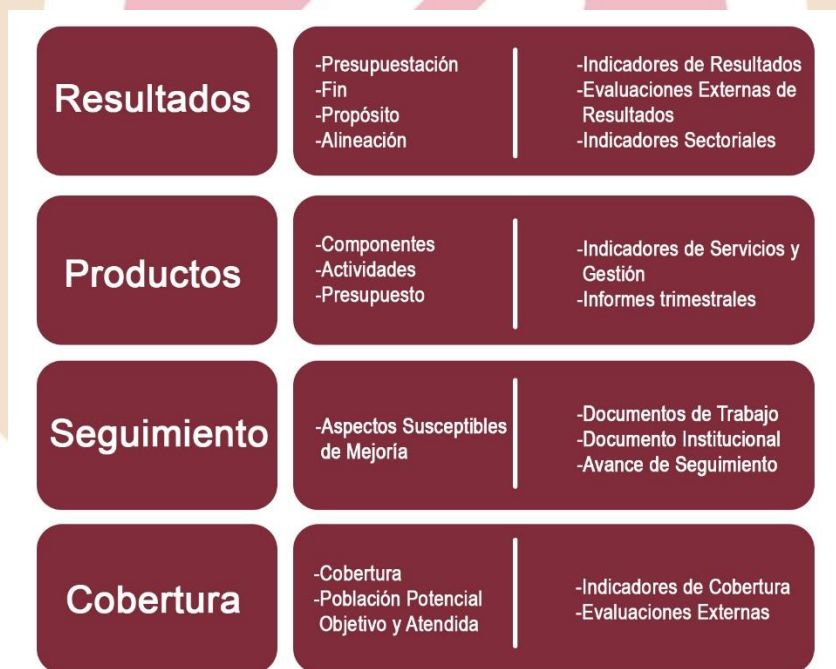 Resultados
-Presupuestación
-Fin
-Propósito
-Alineación
-Indicadores de Resultados
-Evaluaciones Externas de
Resultados
-Indicadores Sectoriales
Productos
-Componentes
-Actividades
-Presupuesto
-Indicadores de Servicios y
Gestión
-Informes trimestrales
Seguimiento
-Aspectos Susceptibles
de Mejoría
-Documentos de Trabajo
-Documento Institucional
-Avance de Seguimiento
Cobertura
-Cobertura
-Población Potencial
Objetivo y Atendida
-Indicadores de Cobertura
-Evaluaciones Externas